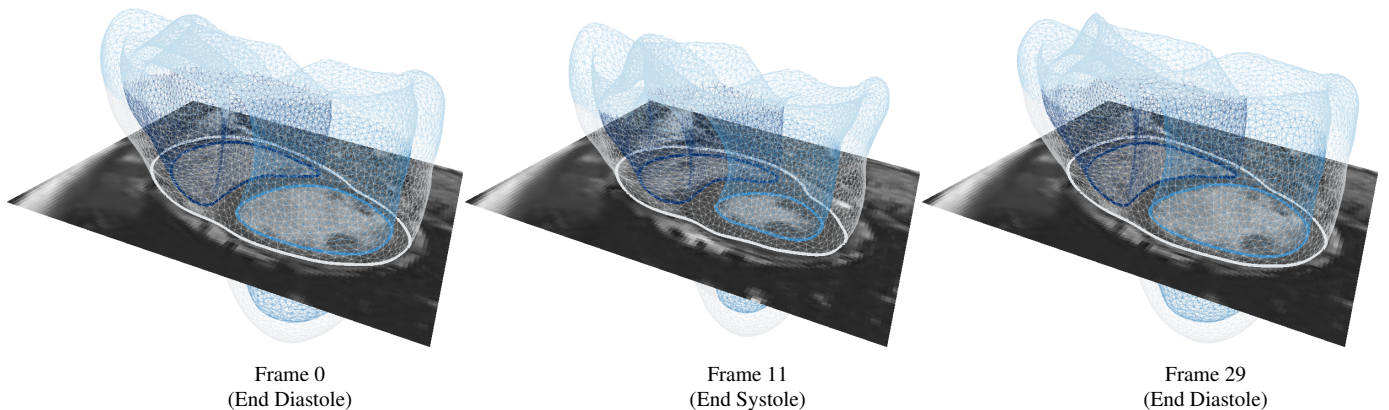 Frame 0
(End Diastole)
Frame 11
(End Systole)
Frame 29
(End Diastole)